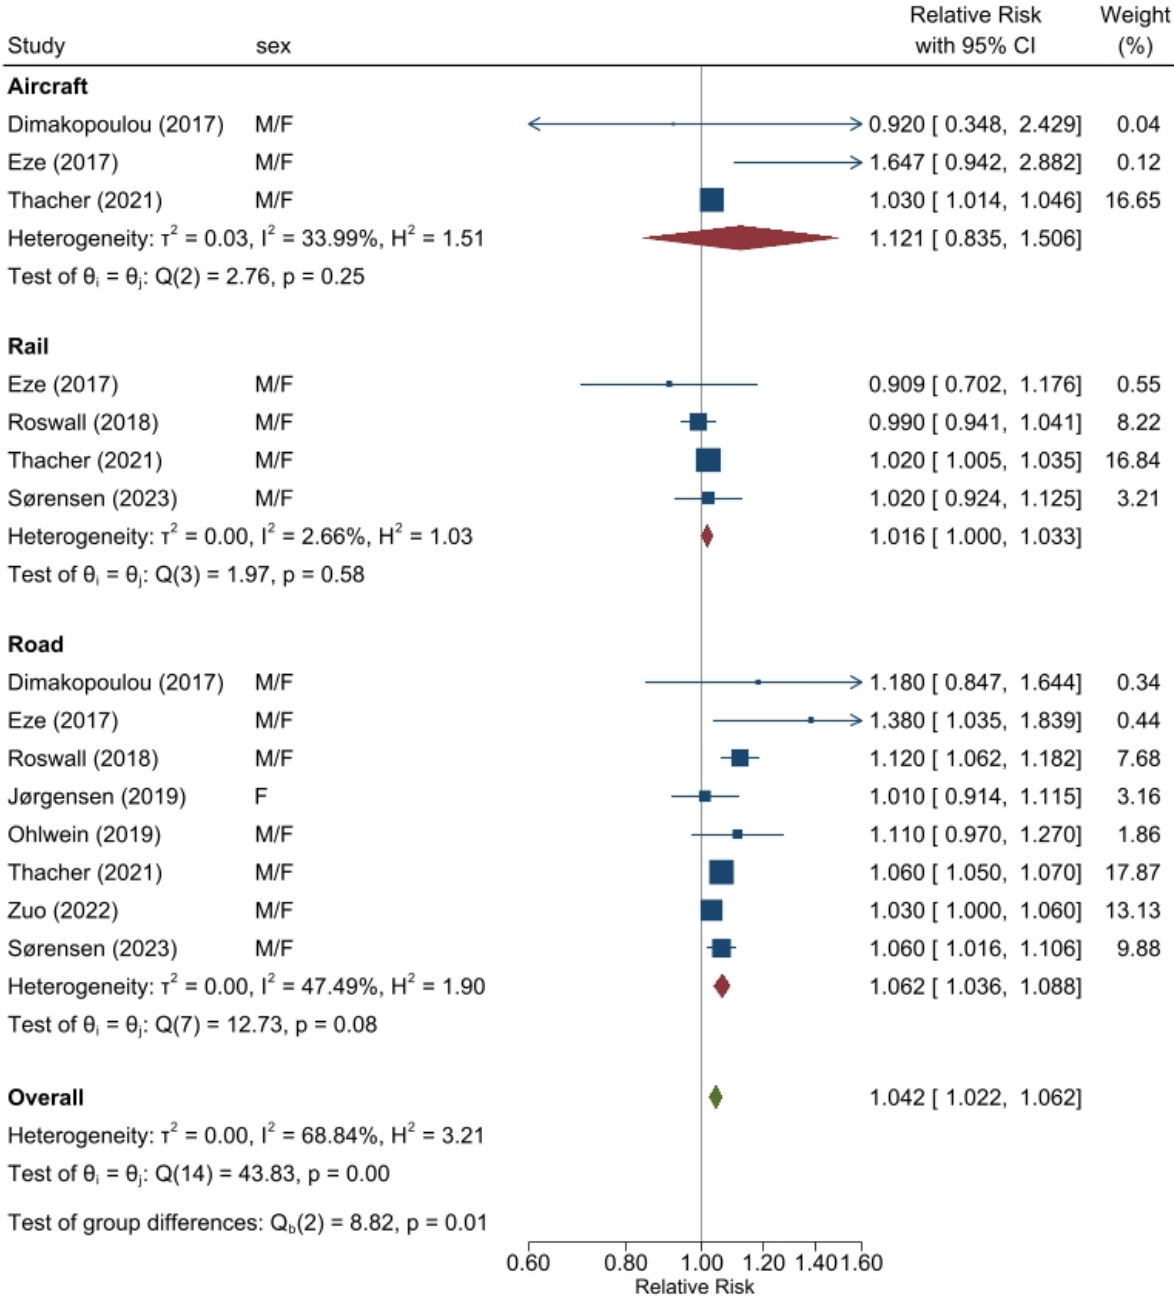 Relative Risk Weight
Study sex with 95% CI (%)
Aircraft
Dimakopoulou (2017) M/F 0.920 [ 0.348, 2.429] 0.04
Eze (2017) M/F 1.647 [ 0.942, 2.882] 0.12
Thacher (2021) M/F 1.030 [ 1.014, 1.046] 16.65
Heterogeneity: τ² = 0.03, I² = 33.99%, H² = 1.51 1.121 [ 0.835, 1.506]
Test of θᵢ = θⱼ: Q(2) = 2.76, p = 0.25
Rail
Eze (2017) M/F 0.909 [ 0.702, 1.176] 0.55
Roswall (2018) M/F 0.990 [ 0.941, 1.041] 8.22
Thacher (2021) M/F 1.020 [ 1.005, 1.035] 16.84
Sørensen (2023) M/F 1.020 [ 0.924, 1.125] 3.21
Heterogeneity: τ² = 0.00, I² = 2.66%, H² = 1.03 1.016 [ 1.000, 1.033]
Test of θᵢ = θⱼ: Q(3) = 1.97, p = 0.58
Road
Dimakopoulou (2017) M/F 1.180 [ 0.847, 1.644] 0.34
Eze (2017) M/F 1.380 [ 1.035, 1.839] 0.44
Roswall (2018) M/F 1.120 [ 1.062, 1.182] 7.68
Jørgensen (2019) F 1.010 [ 0.914, 1.115] 3.16
Ohlwein (2019) M/F 1.110 [ 0.970, 1.270] 1.86
Thacher (2021) M/F 1.060 [ 1.050, 1.070] 17.87
Zuo (2022) M/F 1.030 [ 1.000, 1.060] 13.13
Sørensen (2023) M/F 1.060 [ 1.016, 1.106] 9.88
Heterogeneity: τ² = 0.00, I² = 47.49%, H² = 1.90 1.062 [ 1.036, 1.088]
Test of θᵢ = θⱼ: Q(7) = 12.73, p = 0.08
Overall 1.042 [ 1.022, 1.062]
Heterogeneity: τ² = 0.00, I² = 68.84%, H² = 3.21
Test of θᵢ = θⱼ: Q(14) = 43.83, p = 0.00
Test of group differences: Q_b(2) = 8.82, p = 0.01
0.60 0.80 1.00 1.20 1.40 1.60
Relative Risk